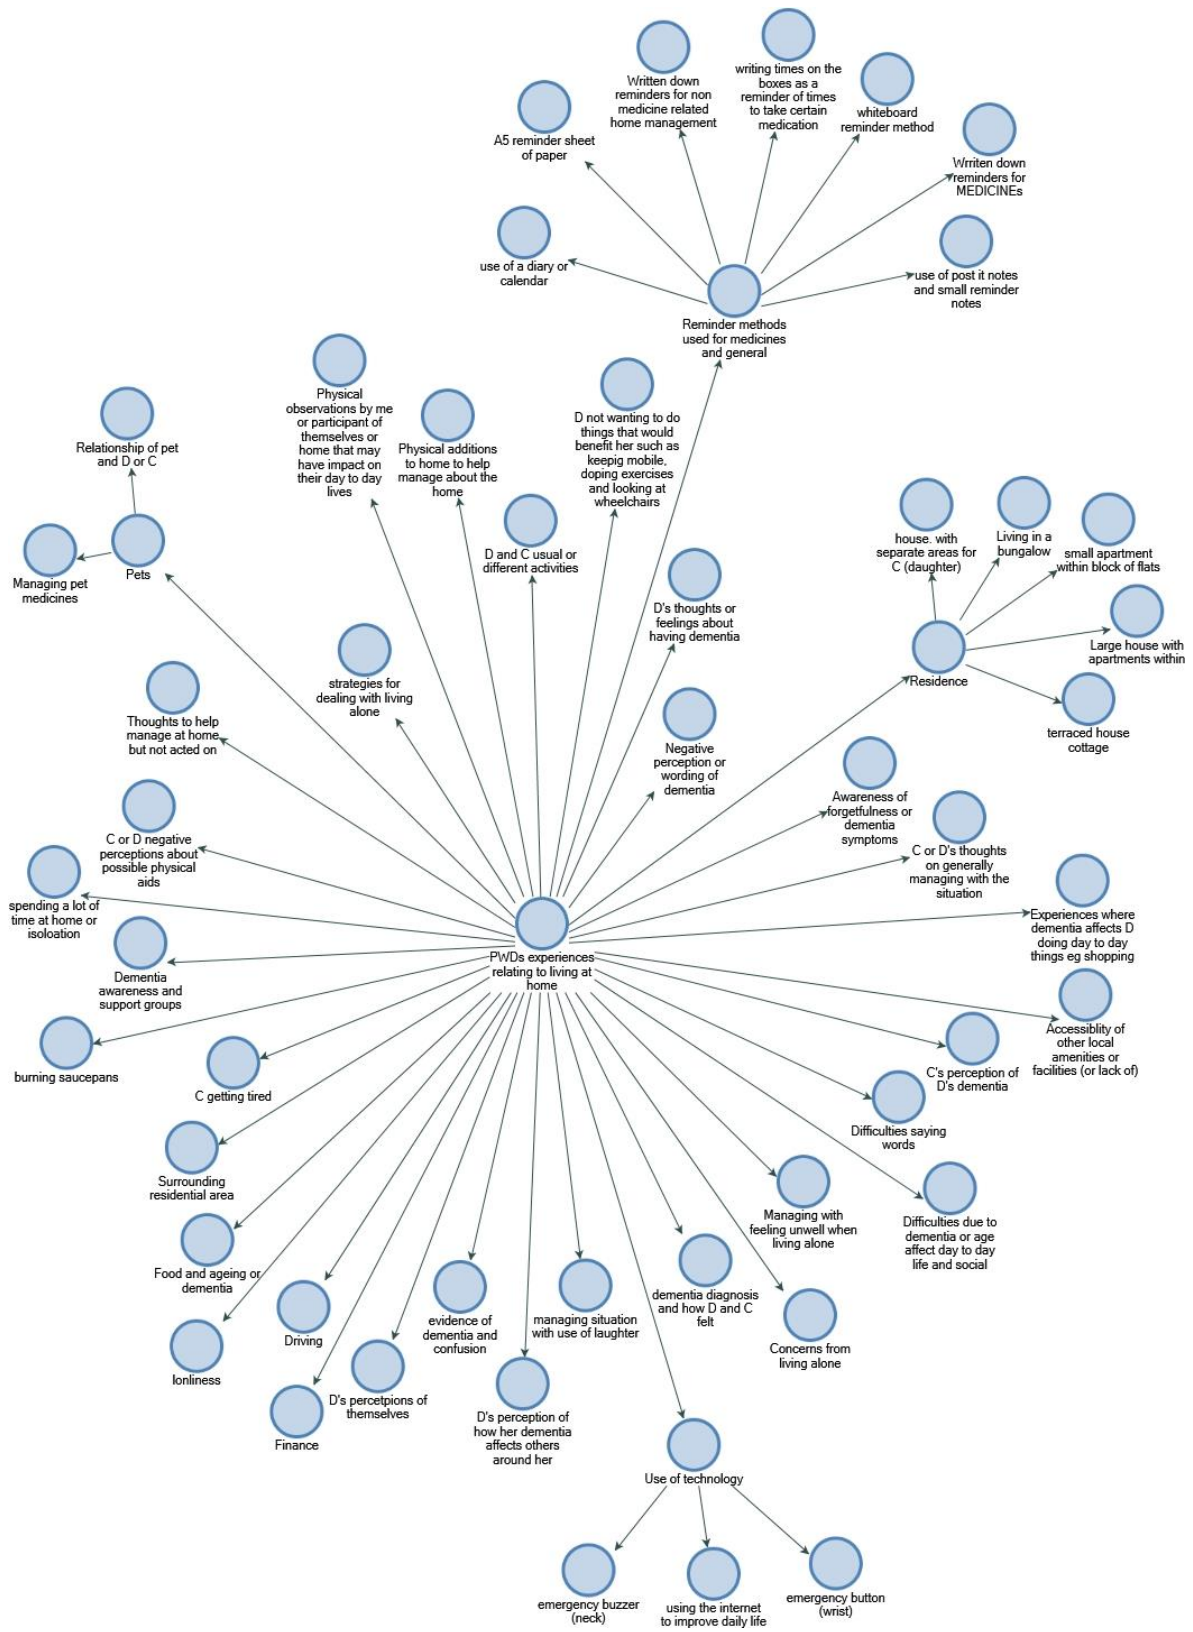 Written down
reminders for non
medicine related
home management
writing times on the
boxes as a
reminder of times
to take certain
medication
whiteboard
reminder method
A5 reminder sheet
of paper
Wrriten down
reminders for
MEDICINEs
use of a diary or
calendar
use of post it notes
and small reminder
notes
Reminder methods
used for medicines
and general
Physical
observations by me
or participant of
themselves or
home that may
have impact on
their day to day
lives
Physical additions
to home to help
manage about the
home
D not wanting to do
things that would
benefit her such as
keepig mobile,
doping exercises
and looking at
wheelchairs
Relationship of pet
and D or C
Pets
Managing pet
medicines
D and C usual or
different activities
house. with
separate areas for
C (daughter)
Living in a
bungalow
small apartment
within block of flats
D's thoughts or
feelings about
having dementia
Large house with
apartments within
Residence
terraced house
cottage
strategies for
dealing with living
alone
Thoughts to help
manage at home
but not acted on
Negative
perception or
wording of
dementia
Awareness of
forgetfulness or
dementia
symptoms
C or D's thoughts
on generally
managing with the
situation
C or D negative
perceptions about
possible physical
aids
spending a lot of
time at home or
isoloation
Experiences where
dementia affects D
doing day to day
things eg shopping
PWDs experiences
relating to living at
home
Dementia
awareness and
support groups
Accessiblity of
other local
amenities or
facilities (or lack of)
burning saucepans
C getting tired
C's perception of
D's dementia
Difficulties saying
words
Surrounding
residential area
Managing with
feeling unwell when
living alone
Difficulties due to
dementia or age
affect day to day
life and social
Food and ageing or
dementia
Driving
evidence of
dementia and
confusion
managing situation
with use of laughter
dementia diagnosis
and how D and C
felt
Concerns from
living alone
lonliness
Finance
D's percetpions of
themselves
D's perception of
how her dementia
affects others
around her
Use of technology
emergency buzzer
(neck)
using the internet
to improve daily life
emergency button
(wrist)